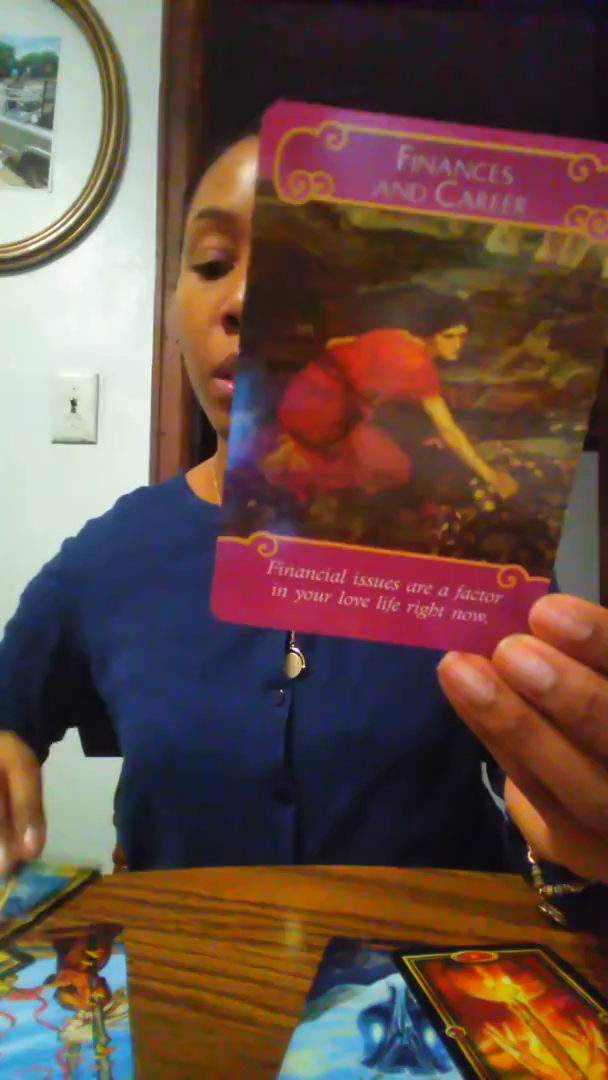 FINANCES
AND CAREER
Financial issues are a factor
in your love life right now.